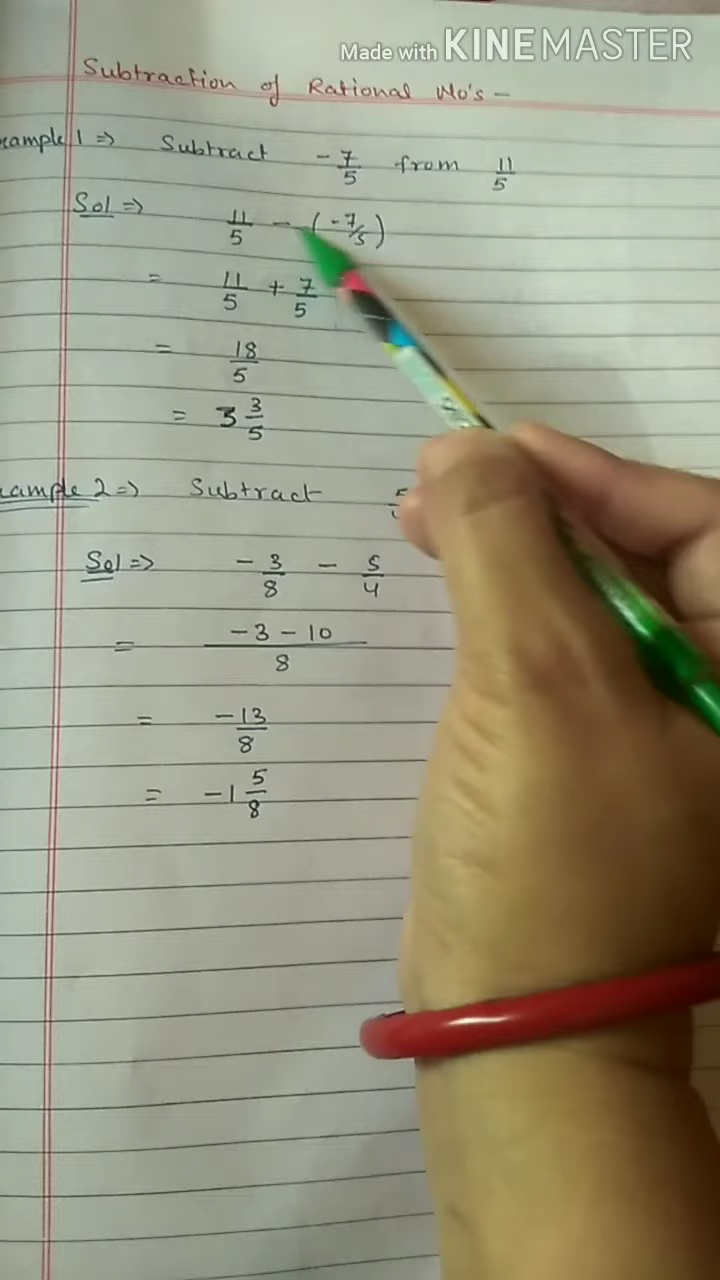 Made with KINEMASTER
Subtraction of Rational No's -
xample 1 => Subtract -7/5 from 11/5
Sol => 11/5 - (-7/5)
= 11/5 + 7/5
= 18/5
= 3 3/5
xample 2 => Subtract
Sol => -3/8 - 5/4
= -3 - 10/8
= -13/8
= -1 5/8